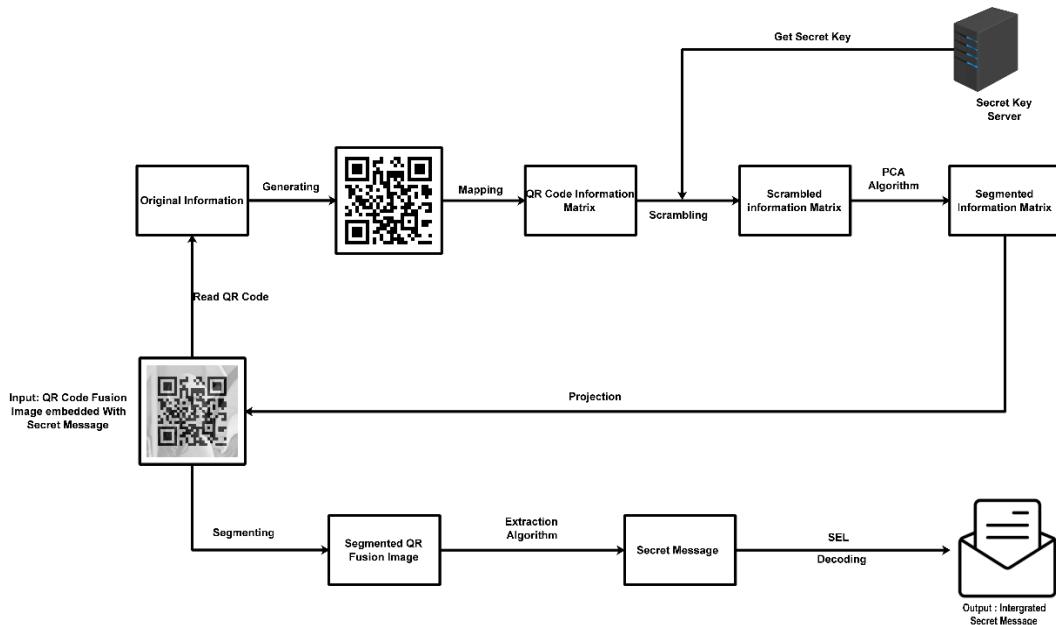 Get Secret Key
Secret Key
Server
Original Information
Generating
Mapping
QR Code Information
Matrix
Scrambling
Scrambled
information Matrix
PCA
Algorithm
Segmented
Information Matrix
Read QR Code
Input: QR Code Fusion
Image embedded With
Secret Message
Projection
Segmenting
Segmented QR
Fusion Image
Extraction
Algorithm
Secret Message
SEL
Decoding
Output : Intergrated
Secret Message